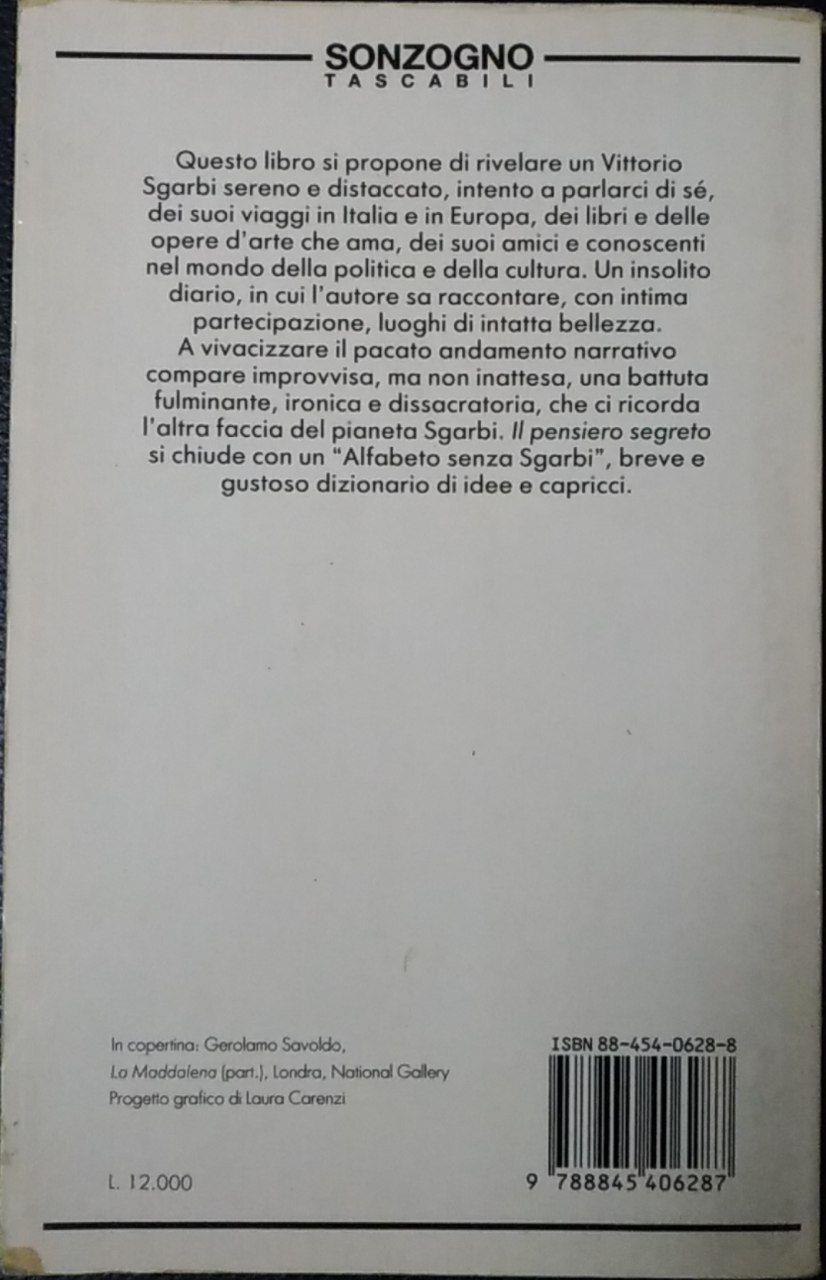 SONZOGNO
TASCABILI
Questo libro si propone di rivelare un Vittorio
Sgarbi sereno e distaccato, intento a parlarci di sé,
dei suoi viaggi in Italia e in Europa, dei libri e delle
opere d'arte che ama, dei suoi amici e conoscenti
nel mondo della politica e della cultura. Un insolito
diario, in cui l'autore sa raccontare, con intima
partecipazione, luoghi di intatta bellezza.
A vivacizzare il pacato andamento narrativo
compare improvvisa, ma non inattesa, una battuta
fulminante, ironica e dissacratoria, che ci ricorda
l'altra faccia del pianeta Sgarbi. Il pensiero segreto
si chiude con un "Alfabeto senza Sgarbi", breve e
gustoso dizionario di idee e capricci.
In copertina: Gerolamo Savoldo,
La Maddalena (part.), Londra, National Gallery
Progetto grafico di Laura Carenzi
L. 12.000
ISBN 88-454-0628-8
9 788845 406287